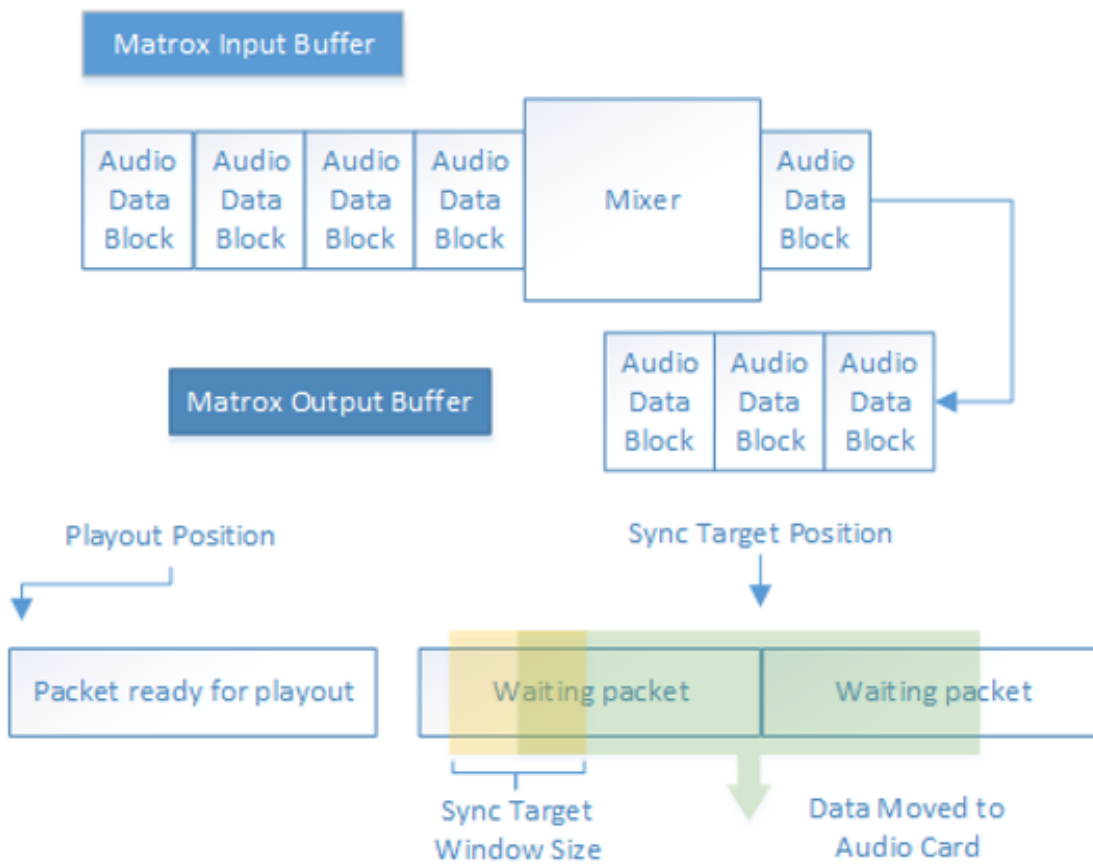 Matrox Input Buffer
Audio
Data
Block
Audio
Data
Block
Audio
Data
Block
Audio
Data
Block
Mixer
Audio
Data
Block
Matrox Output Buffer
Audio
Data
Block
Audio
Data
Block
Audio
Data
Block
Playout Position
Sync Target Position
Packet ready for playout
Waiting packet
Waiting packet
Sync Target
Window Size
Data Moved to
Audio Card